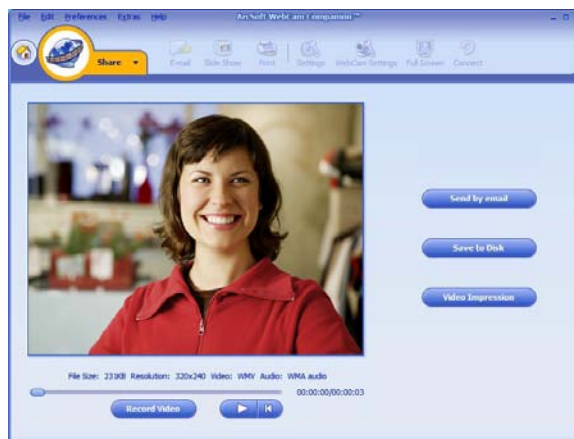 File Edit Preferences Extras Help ArcSoft WebCam Companion™
Share E-mail Slide Show Print Settings WebCam Settings Full Screen Connect
Send by email
Save to Disk
Video Impression
File Size: 231KB Resolution: 320x240 Video: WMV Audio: WMA audio
00:00:00/00:00:03
Record Video